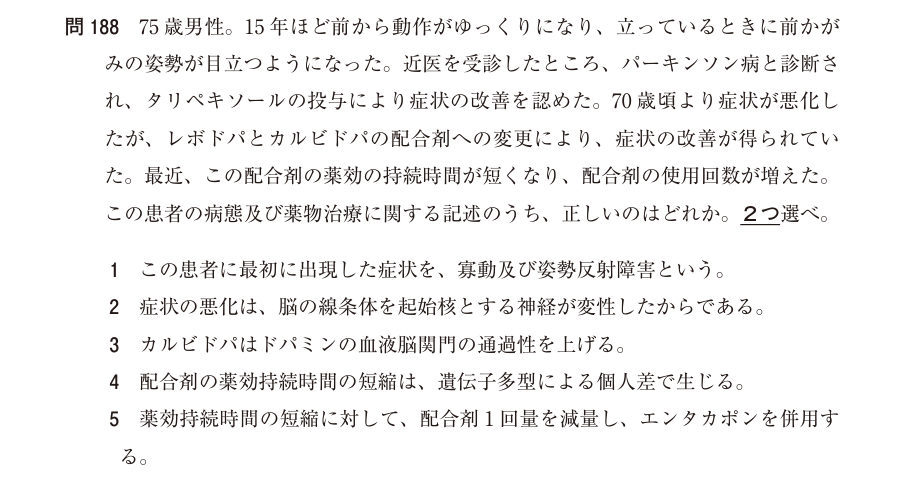 問188 75歳男性。15年ほど前から動作がゆっくりになり、立っているときに前かが
みの姿勢が目立つようになった。近医を受診したところ、パーキンソン病と診断さ
れ、タリペキソールの投与により症状の改善を認めた。70歳頃より症状が悪化し
たが、レボドパとカルビドパの配合剤への変更により、症状の改善が得られてい
た。最近、この配合剤の薬効の持続時間が短くなり、配合剤の使用回数が増えた。
この患者の病態及び薬物治療に関する記述のうち、正しいのはどれか。2つ選べ。
1 この患者に最初に出現した症状を、寡動及び姿勢反射障害という。
2 症状の悪化は、脳の線条体を起始核とする神経が変性したからである。
3 カルビドパはドパミンの血液脳関門の通過性を上げる。
4 配合剤の薬効持続時間の短縮は、遺伝子多型による個人差で生じる。
5 薬効持続時間の短縮に対して、配合剤1回量を減量し、エンタカポンを併用す
る。